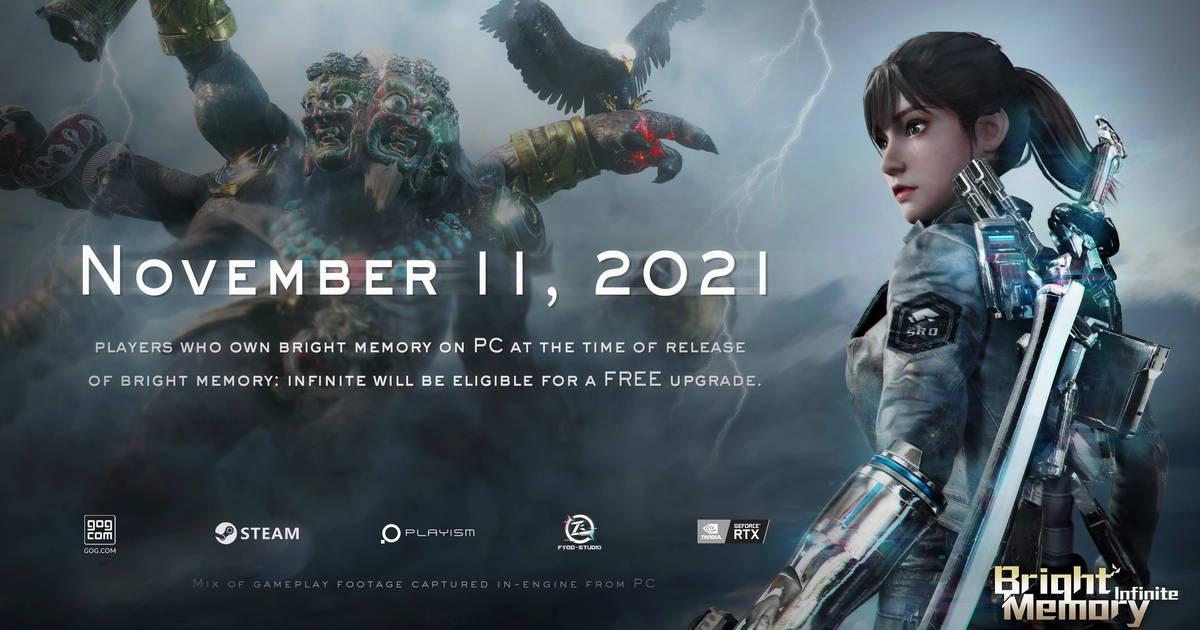 November 11, 2021
PLAYERS WHO OWN BRIGHT MEMORY ON PC AT THE TIME OF RELEASE
OF BRIGHT MEMORY: INFINITE WILL BE ELIGIBLE FOR A FREE UPGRADE.
SRO
gog
com
GOG.COM
STEAM
PLAYISM
FYQD-STUDIO
NVIDIA
GEFORCE
RTX
Mix of gameplay footage captured in-engine from PC
Bright
Memory
Infinite